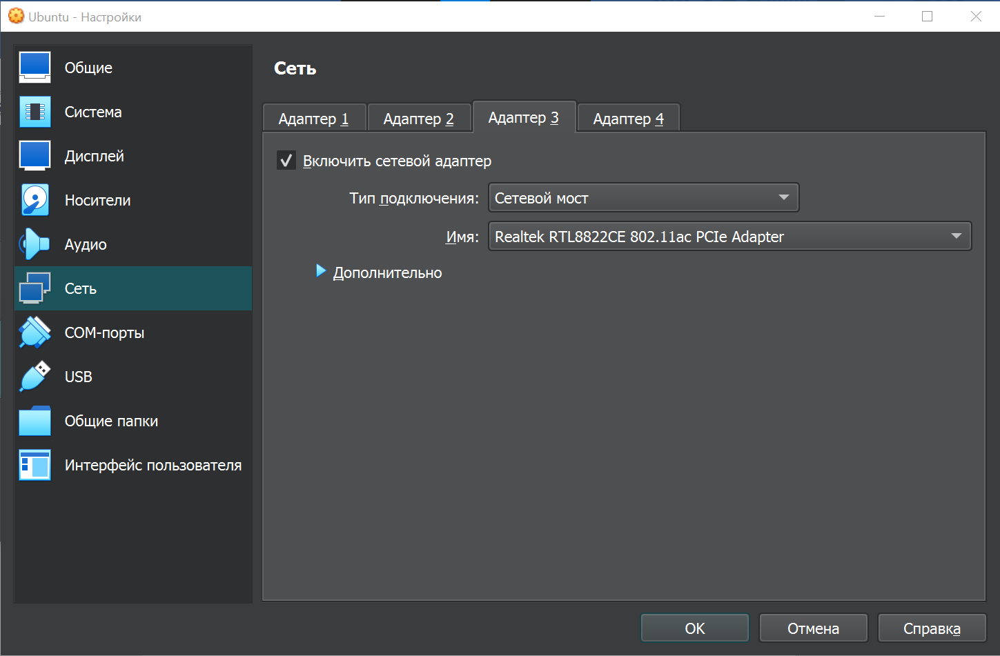 Ubuntu - Настройки
Общие
Система
Дисплей
Носители
Аудио
Сеть
COM-порты
USB
Общие папки
Интерфейс пользователя
Сеть
Адаптер 1 Адаптер 2 Адаптер 3 Адаптер 4
Включить сетевой адаптер
Тип подключения: Сетевой мост
Имя: Realtek RTL8822CE 802.11ac PCIe Adapter
Дополнительно
OK Отмена Справка